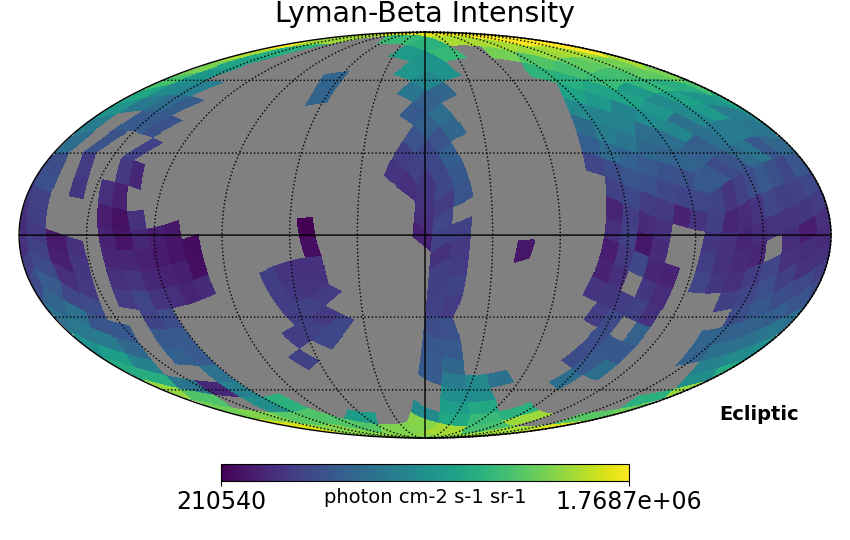 Lyman-Beta Intensity
Ecliptic
210540 photon cm-2 s-1 sr-1 1.7687e+06